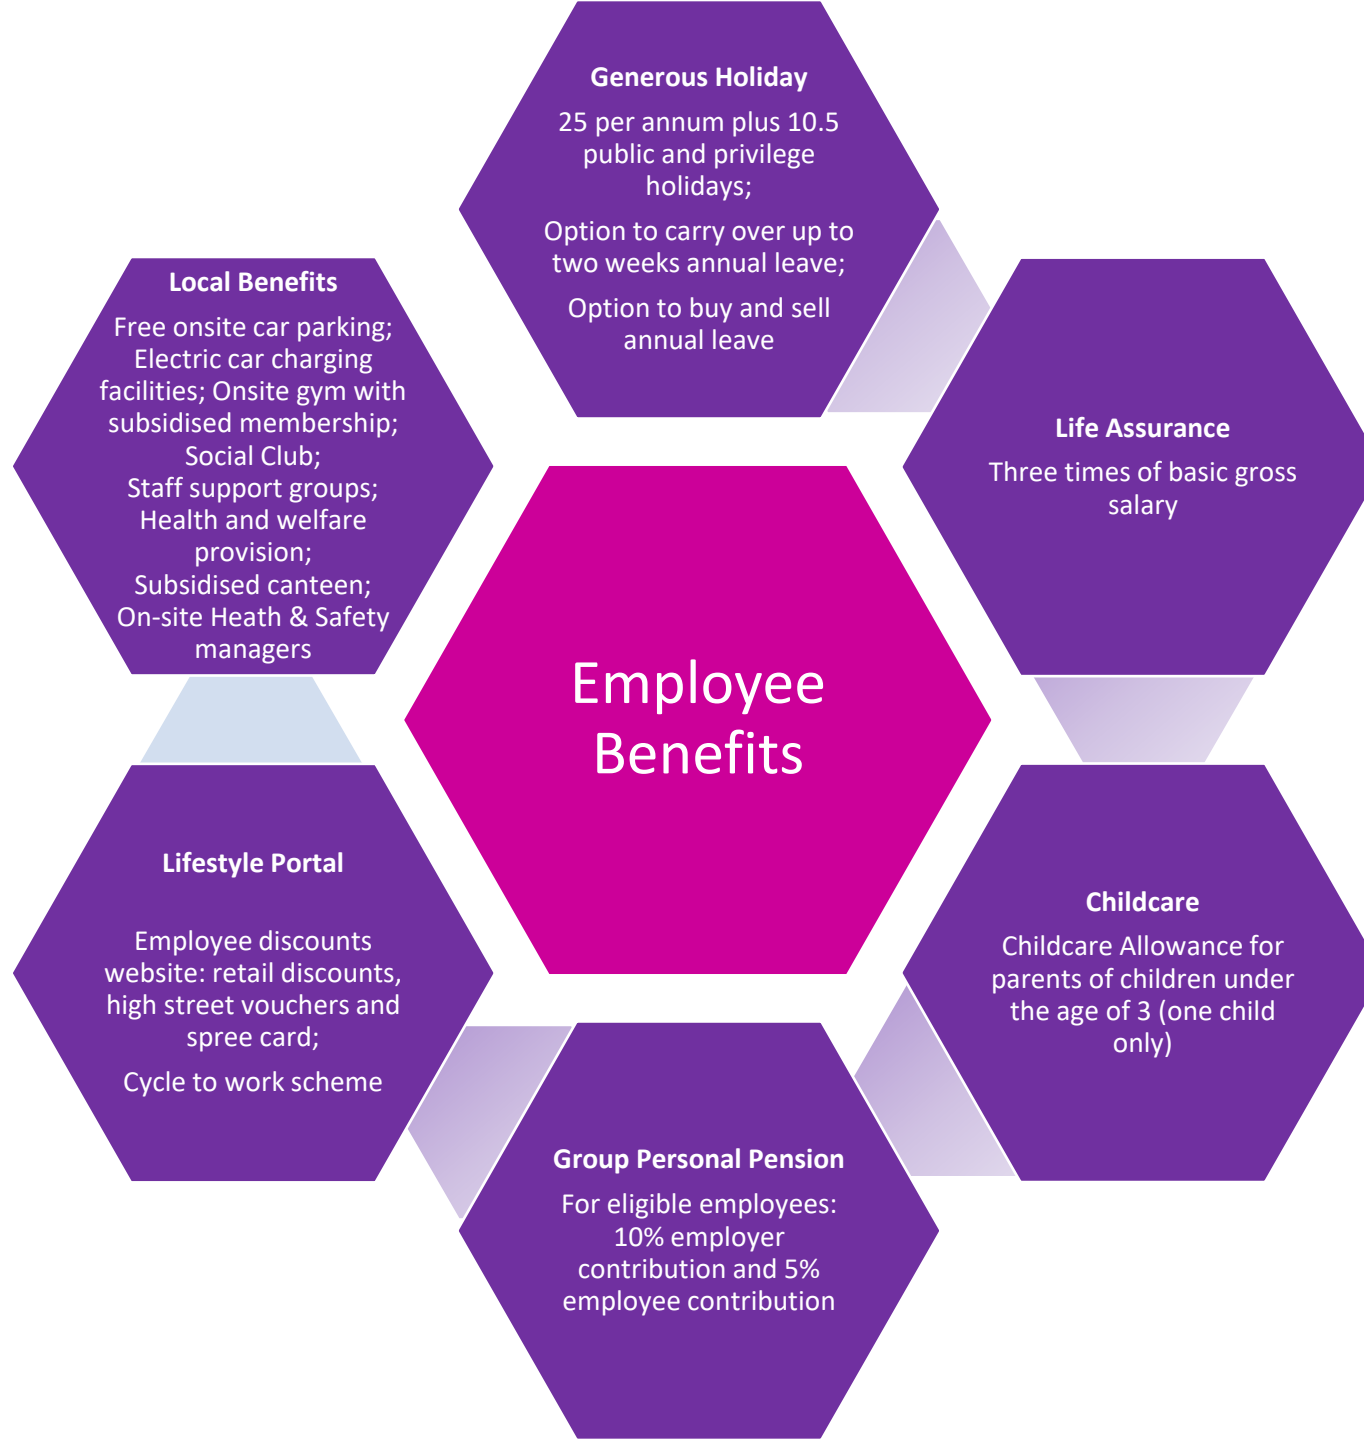 Generous Holiday
25 per annum plus 10.5
public and privilege
holidays;
Option to carry over up to
two weeks annual leave;
Option to buy and sell
annual leave
Life Assurance
Three times of basic gross
salary
Childcare
Childcare Allowance for
parents of children under
the age of 3 (one child
only)
Group Personal Pension
For eligible employees:
10% employer
contribution and 5%
employee contribution
Lifestyle Portal
Employee discounts
website: retail discounts,
high street vouchers and
spree card;
Cycle to work scheme
Local Benefits
Free onsite car parking;
Electric car charging
facilities; Onsite gym with
subsidised membership;
Social Club;
Staff support groups;
Health and welfare
provision;
Subsidised canteen;
On-site Heath & Safety
managers
Employee
Benefits